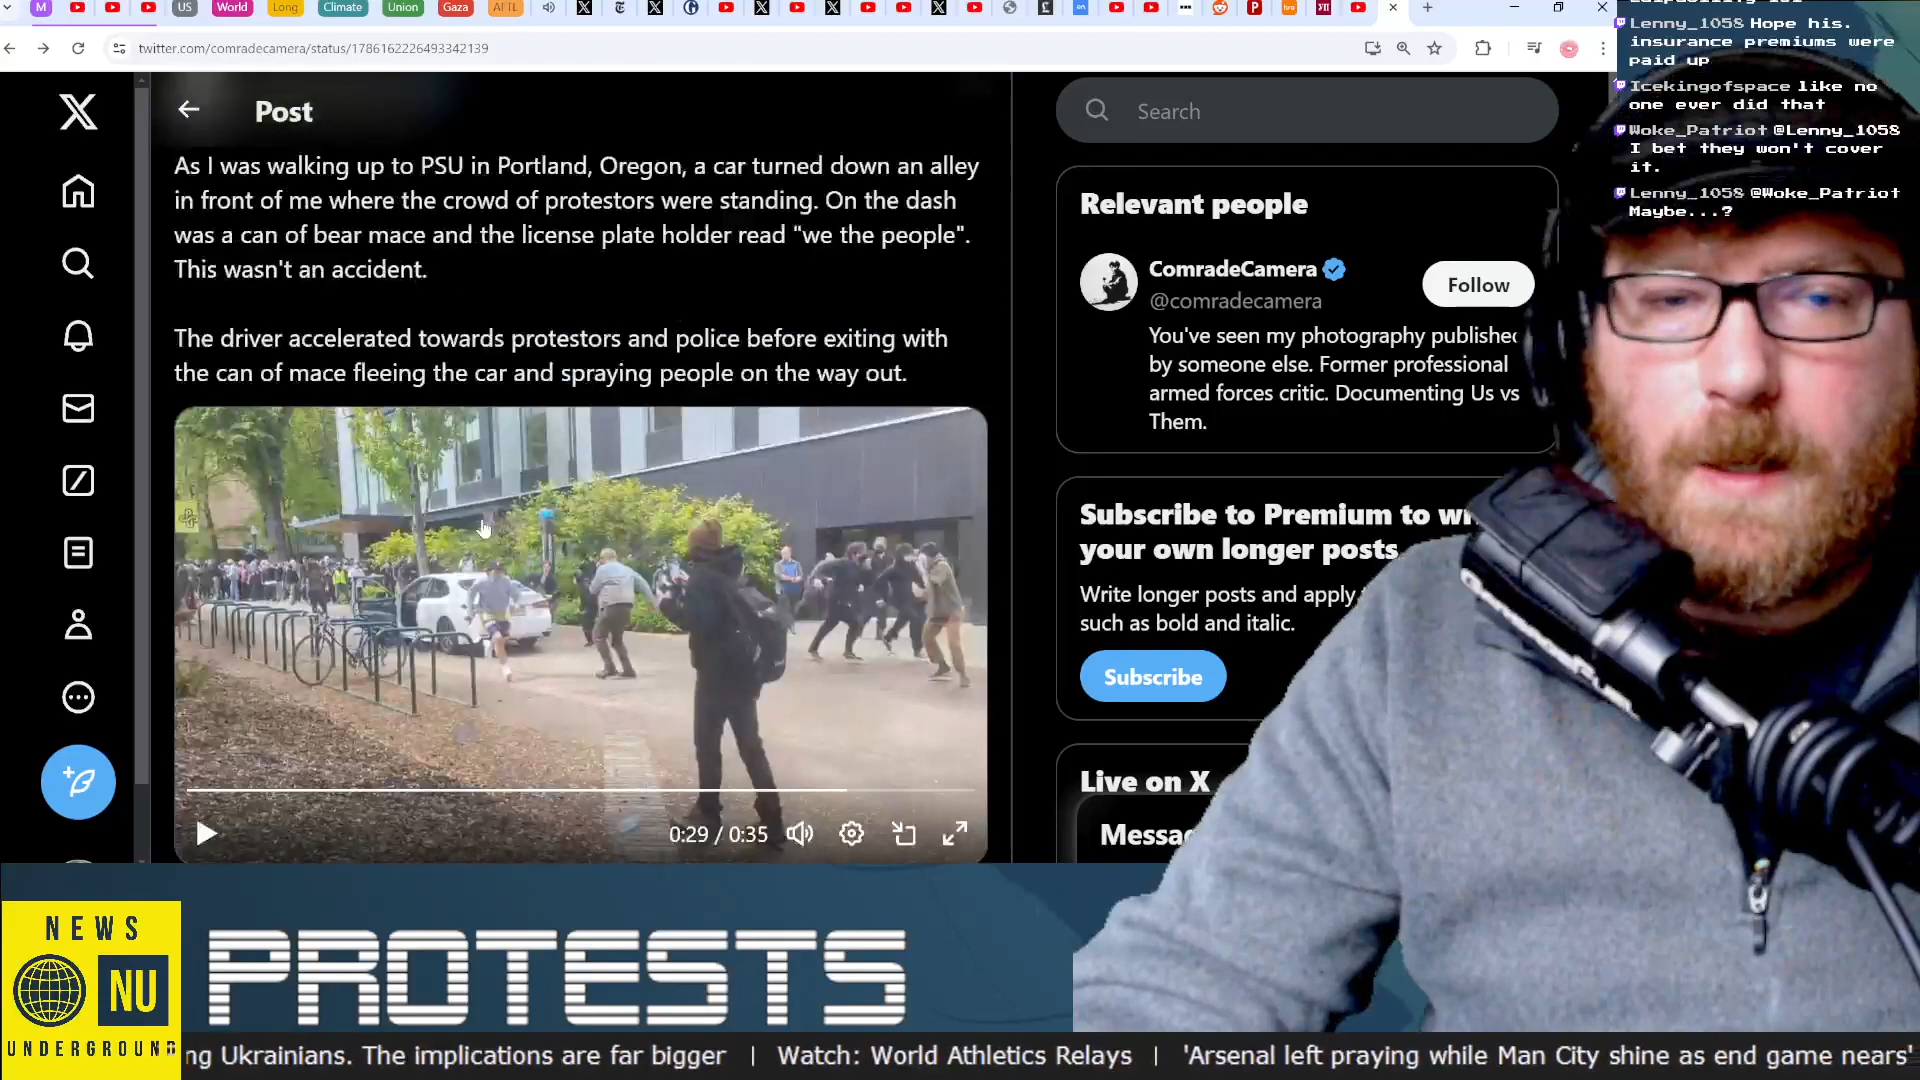 M
US
World
Long
Climate
Union
Gaza
AFTL
twitter.com/comradecamera/status/1786162226493342139
Post
As I was walking up to PSU in Portland, Oregon, a car turned down an alley
in front of me where the crowd of protestors were standing. On the dash
was a can of bear mace and the license plate holder read "we the people".
This wasn't an accident.
The driver accelerated towards protestors and police before exiting with
the can of mace fleeing the car and spraying people on the way out.
0:29 / 0:35
Search
Relevant people
ComradeCamera
@comradecamera
Follow
You've seen my photography published
by someone else. Former professional
armed forces critic. Documenting Us vs
Them.
Subscribe to Premium to wr
your own longer posts
Write longer posts and apply
such as bold and italic.
Subscribe
Live on X
Messa
Lenny_1058 Hope his.
insurance premiums were
paid up
Icekingofspace like no
one ever did that
Woke_Patriot @Lenny_1058
I bet they won't cover
it.
Lenny_1058 @Woke_Patriot
Maybe...?
NEWS
NU
UNDERGROUND
PROTESTS
ng Ukrainians. The implications are far bigger | Watch: World Athletics Relays | 'Arsenal left praying while Man City shine as end game nears'